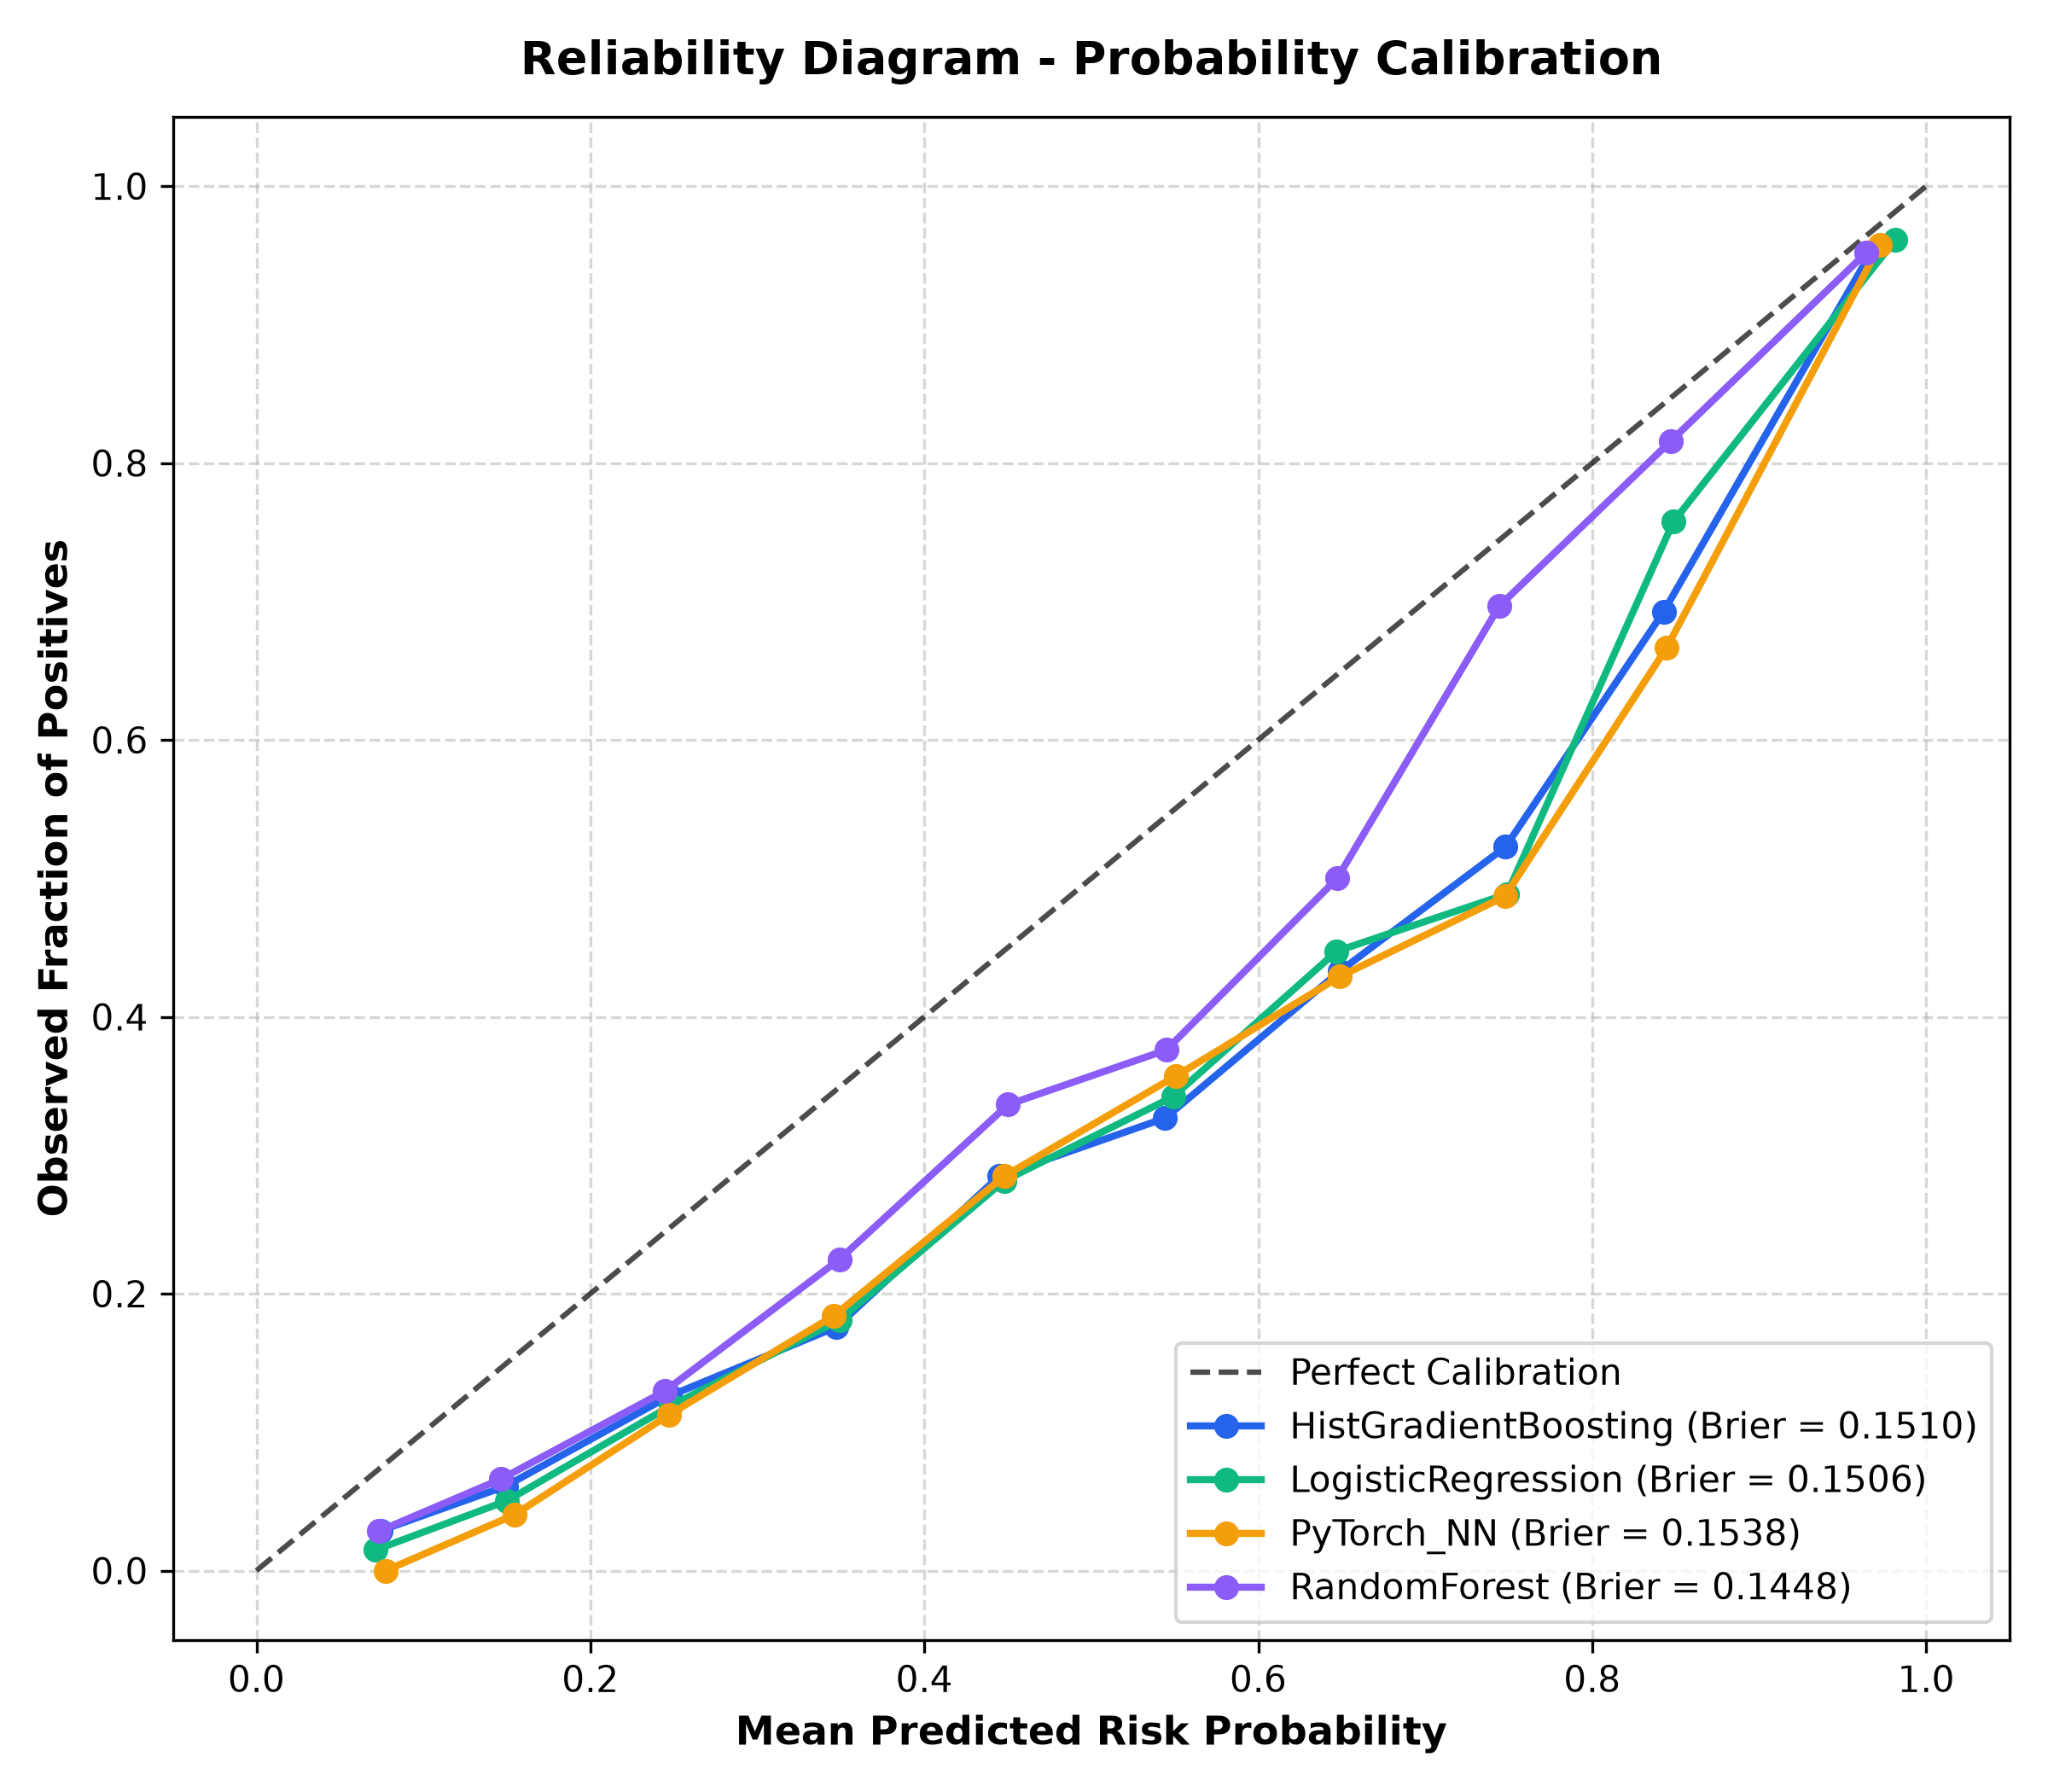 Reliability Diagram - Probability Calibration
Observed Fraction of Positives
1.0
0.8
0.6
0.4
0.2
0.0
0.0 0.2 0.4 0.6 0.8 1.0
Mean Predicted Risk Probability
Perfect Calibration
HistGradientBoosting (Brier = 0.1510)
LogisticRegression (Brier = 0.1506)
PyTorch_NN (Brier = 0.1538)
RandomForest (Brier = 0.1448)